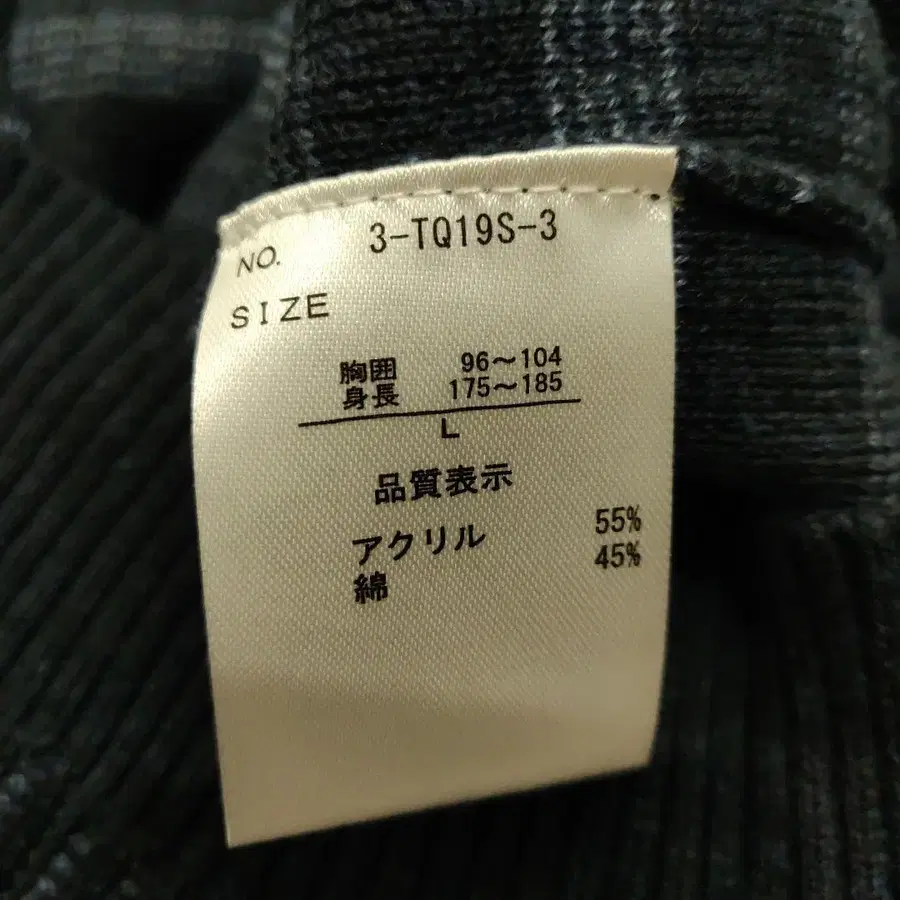 NO. 3-TQ19S-3
SIZE
胸囲 96～104
身長 175～185
L
品質表示
アクリル 55%
綿 45%